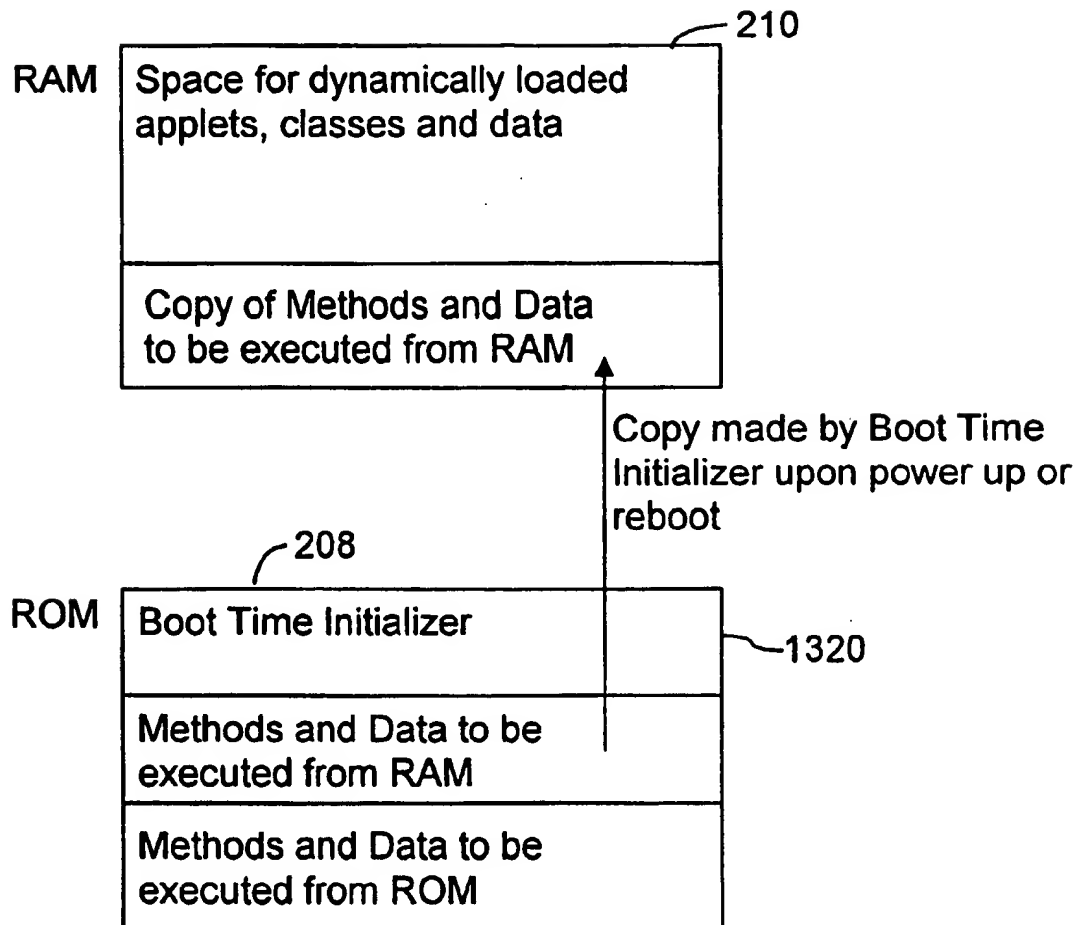 210
RAM
Space for dynamically loaded
applets, classes and data
Copy of Methods and Data
to be executed from RAM
Copy made by Boot Time
Initializer upon power up or
reboot
208
ROM
Boot Time Initializer
1320
Methods and Data to be
executed from RAM
Methods and Data to be
executed from ROM